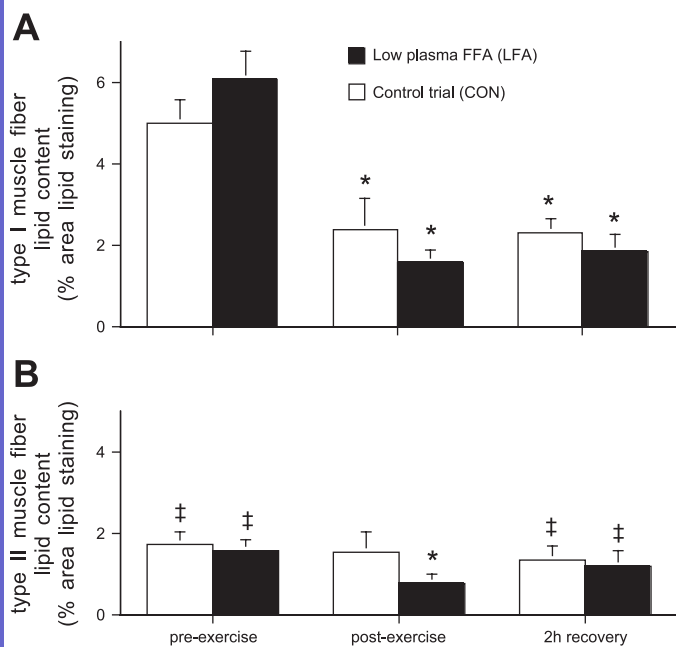 A
Low plasma FFA (LFA)
Control trial (CON)
type I muscle fiber
lipid content
(% area lipid staining)
6
4
2
0
*
*
*
*
B
type II muscle fiber
lipid content
(% area lipid staining)
4
2
0
‡
‡
*
‡
‡
pre-exercise
post-exercise
2h recovery